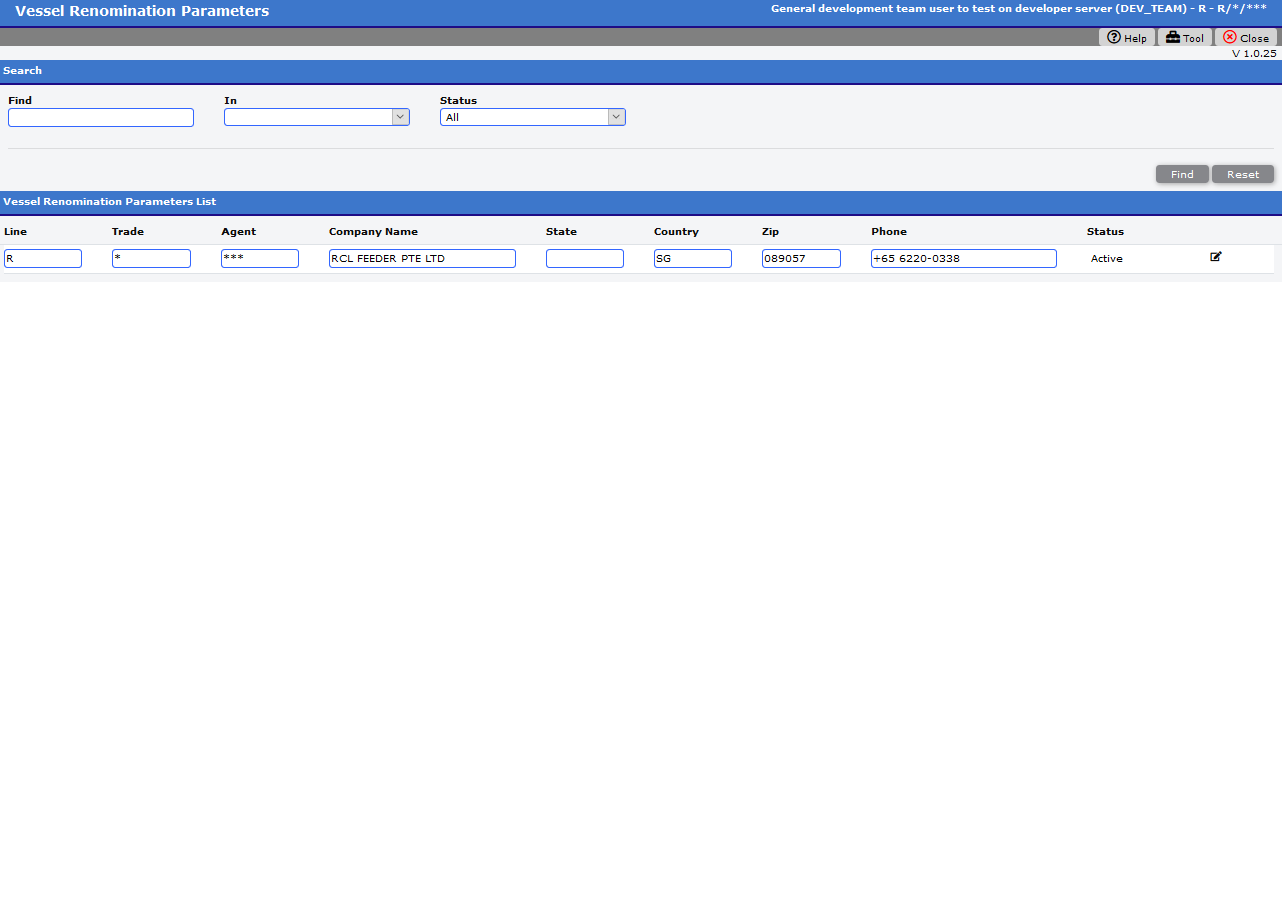 Vessel Renomination Parameters
General development team user to test on developer server (DEV_TEAM) - R - R/*/***
Help Tool Close
V 1.0.25
Search
Find In Status
All
Find Reset
Vessel Renomination Parameters List
Line Trade Agent Company Name State Country Zip Phone Status
R * *** RCL FEEDER PTE LTD SG 089057 +65 6220-0338 Active